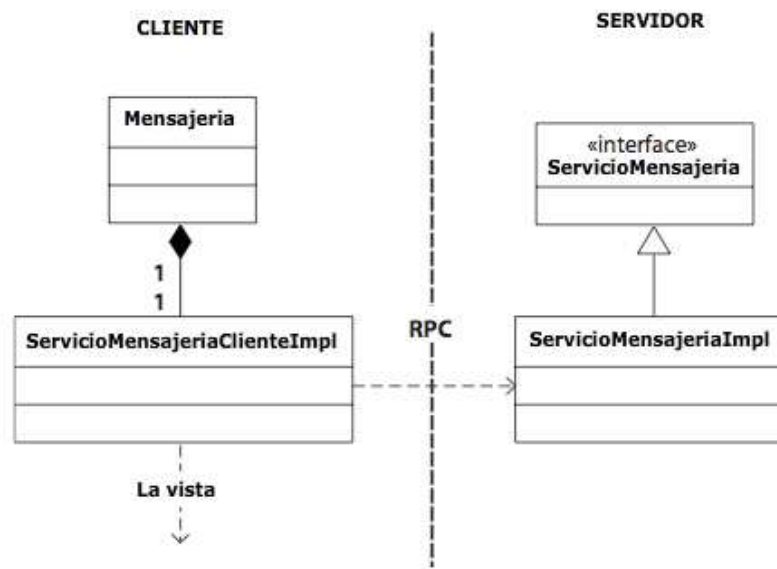 CLIENTE
SERVIDOR
Mensajeria
«interface»
ServicioMensajeria
1
1
ServicioMensajeriaClienteImpl
RPC
ServicioMensajeriaImpl
La vista